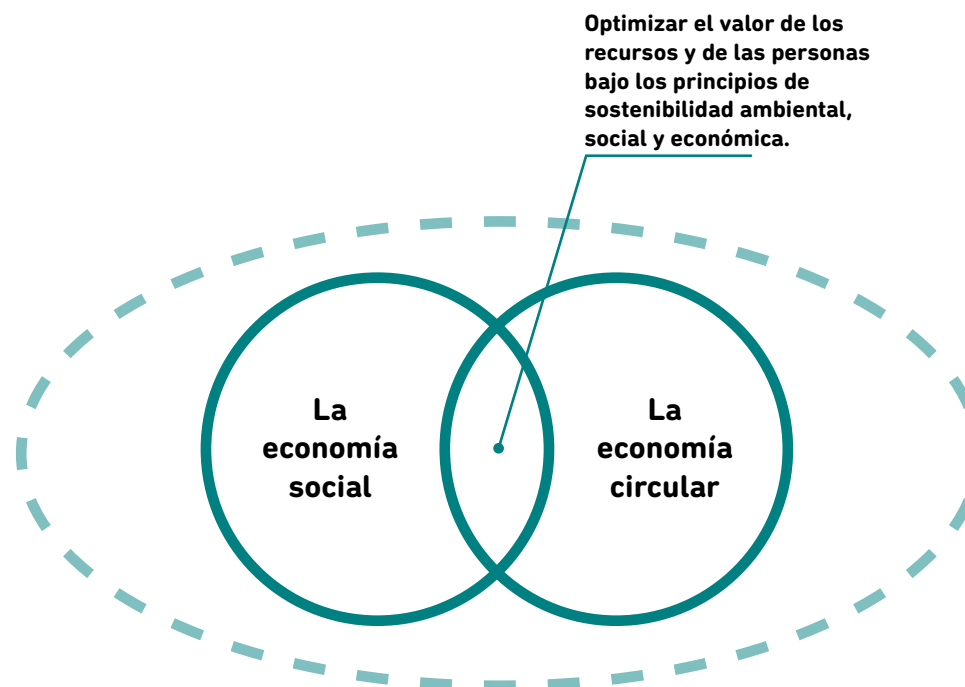 Optimizar el valor de los
recursos y de las personas
bajo los principios de
sostenibilidad ambiental,
social y económica.
La
economía
social
La
economía
circular